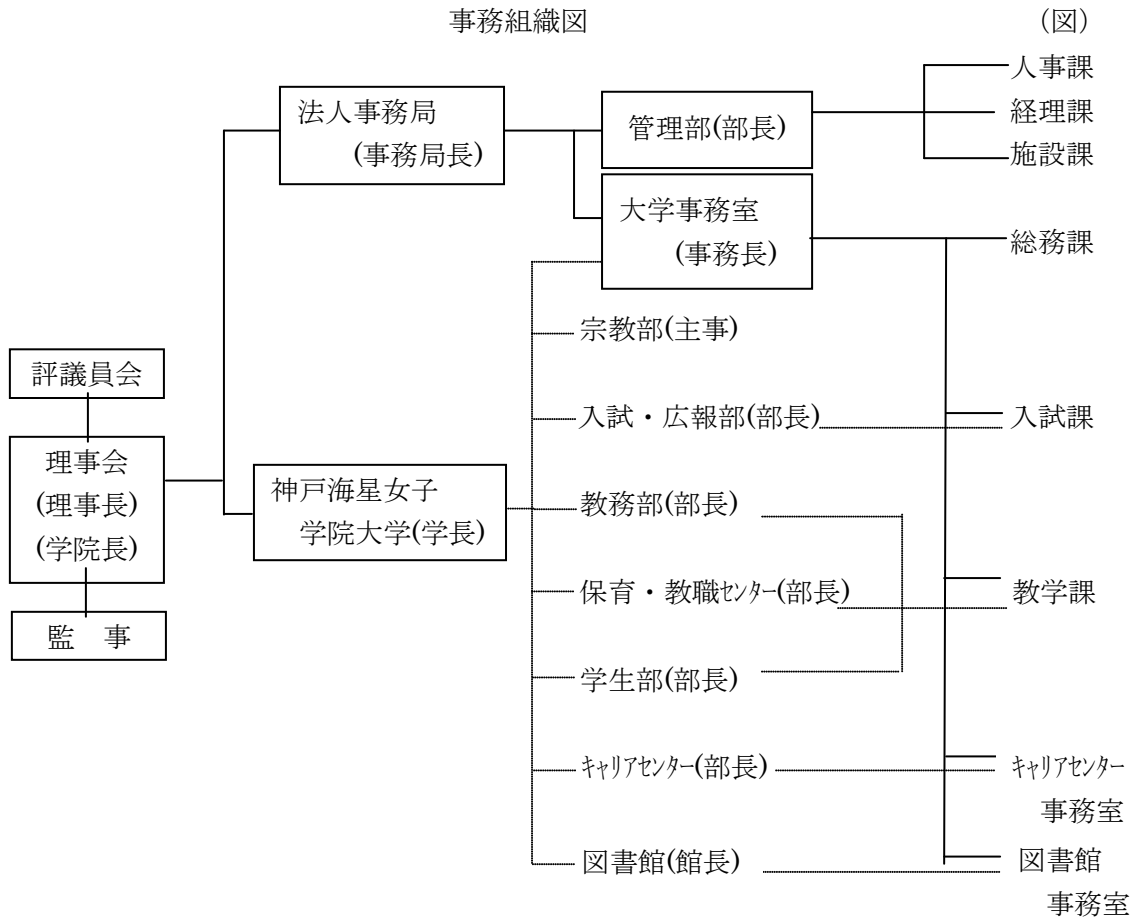 事務組織図
(図)
法人事務局
(事務局長)
管理部(部長)
人事課
経理課
施設課
大学事務室
(事務長)
総務課
宗教部(主事)
評議員会
理事会
(理事長)
(学院長)
監 事
神戸海星女子
学院大学(学長)
入試・広報部(部長)
入試課
教務部(部長)
保育・教職ｾﾝﾀｰ(部長)
教学課
学生部(部長)
ｷｬﾘｱｾﾝﾀｰ(部長)
ｷｬﾘｱｾﾝﾀｰ
事務室
図書館(館長)
図書館
事務室